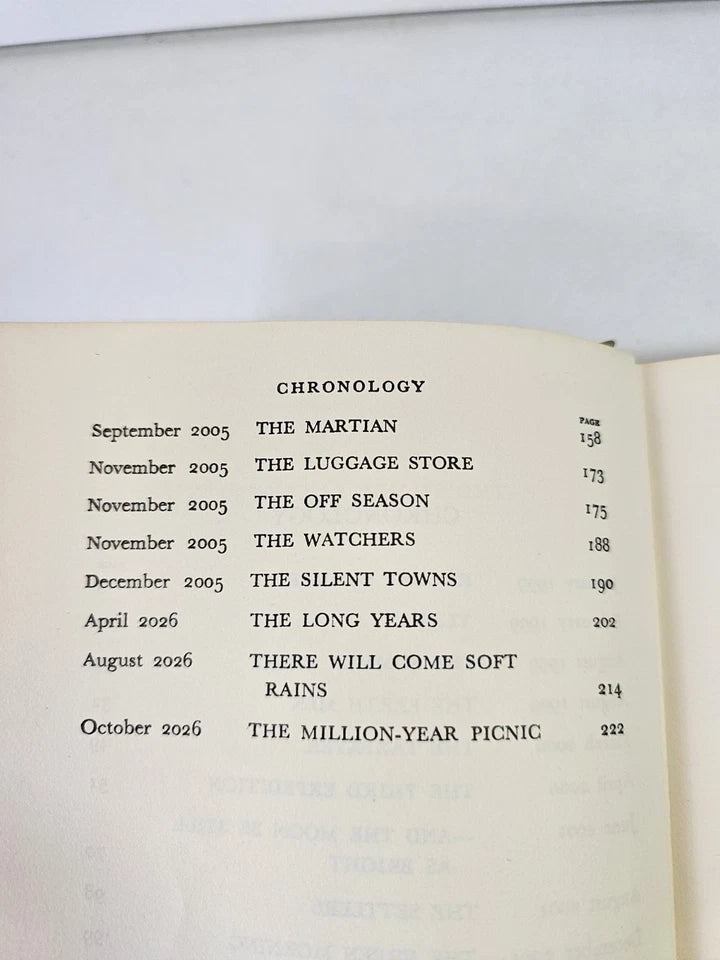 CHRONOLOGY
PAGE
September 2005 THE MARTIAN 158
November 2005 THE LUGGAGE STORE 173
November 2005 THE OFF SEASON 175
November 2005 THE WATCHERS 188
December 2005 THE SILENT TOWNS 190
April 2026 THE LONG YEARS 202
August 2026 THERE WILL COME SOFT
RAINS 214
October 2026 THE MILLION-YEAR PICNIC 222